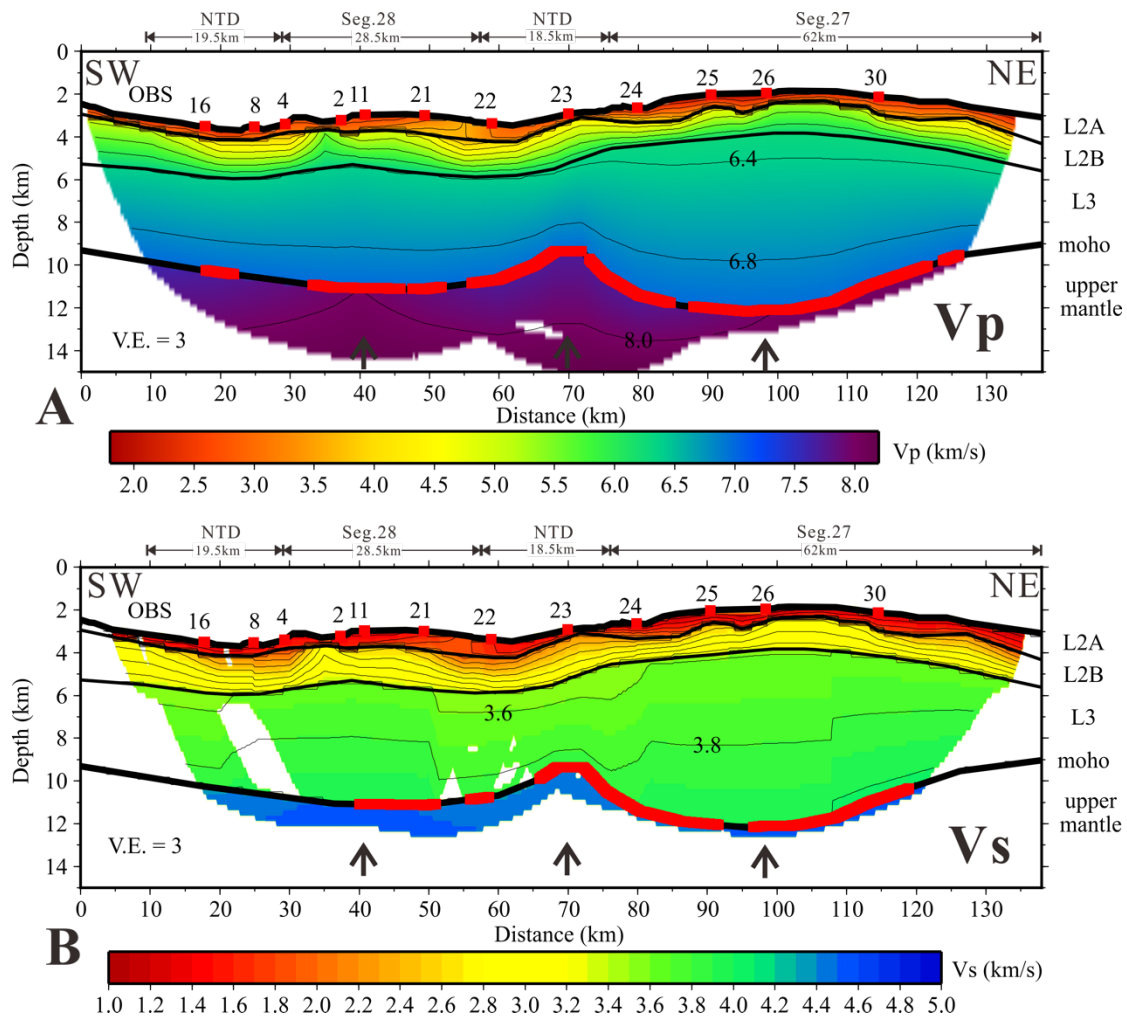 NTD Seg.28 NTD Seg.27
19.5km 28.5km 18.5km 62km
SW NE
OBS 16 8 4 2 11 21 22 23 24 25 26 30
0
2
4
6
8
10
12
14
Depth (km)
L2A
L2B
L3
moho
upper
mantle
6.4
6.8
8.0
V.E. = 3
Vp
0 10 20 30 40 50 60 70 80 90 100 110 120 130
Distance (km)
A
Vp (km/s)
2.0 2.5 3.0 3.5 4.0 4.5 5.0 5.5 6.0 6.5 7.0 7.5 8.0
NTD Seg.28 NTD Seg.27
19.5km 28.5km 18.5km 62km
SW NE
OBS 16 8 4 2 11 21 22 23 24 25 26 30
0
2
4
6
8
10
12
14
Depth (km)
L2A
L2B
L3
moho
upper
mantle
3.6
3.8
V.E. = 3
Vs
0 10 20 30 40 50 60 70 80 90 100 110 120 130
Distance (km)
B
Vs (km/s)
1.0 1.2 1.4 1.6 1.8 2.0 2.2 2.4 2.6 2.8 3.0 3.2 3.4 3.6 3.8 4.0 4.2 4.4 4.6 4.8 5.0